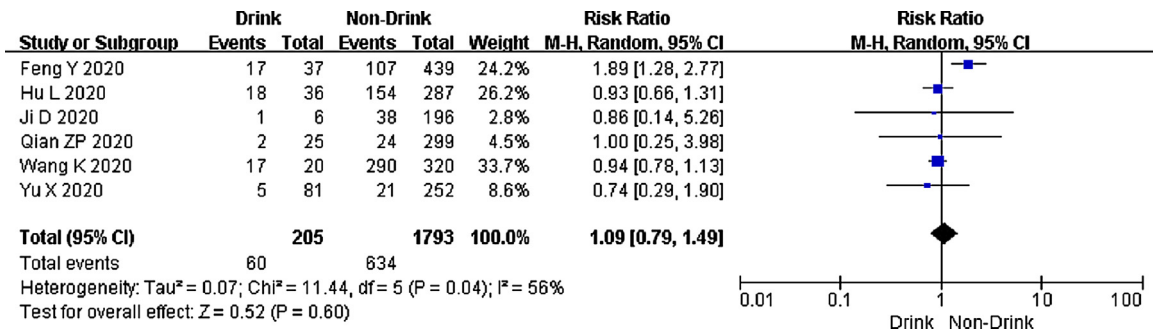 Drink Non-Drink Risk Ratio Risk Ratio
Study or Subgroup Events Total Events Total Weight M-H, Random, 95% CI M-H, Random, 95% CI
Feng Y 2020 17 37 107 439 24.2% 1.89 [1.28, 2.77]
Hu L 2020 18 36 154 287 26.2% 0.93 [0.66, 1.31]
Ji D 2020 1 6 38 196 2.8% 0.86 [0.14, 5.26]
Qian ZP 2020 2 25 24 299 4.5% 1.00 [0.25, 3.98]
Wang K 2020 17 20 290 320 33.7% 0.94 [0.78, 1.13]
Yu X 2020 5 81 21 252 8.6% 0.74 [0.29, 1.90]
Total (95% CI) 205 1793 100.0% 1.09 [0.79, 1.49]
Total events 60 634
Heterogeneity: Tau² = 0.07; Chi² = 11.44, df = 5 (P = 0.04); I² = 56%
Test for overall effect: Z = 0.52 (P = 0.60)
0.01 0.1 1 10 100
Drink Non-Drink